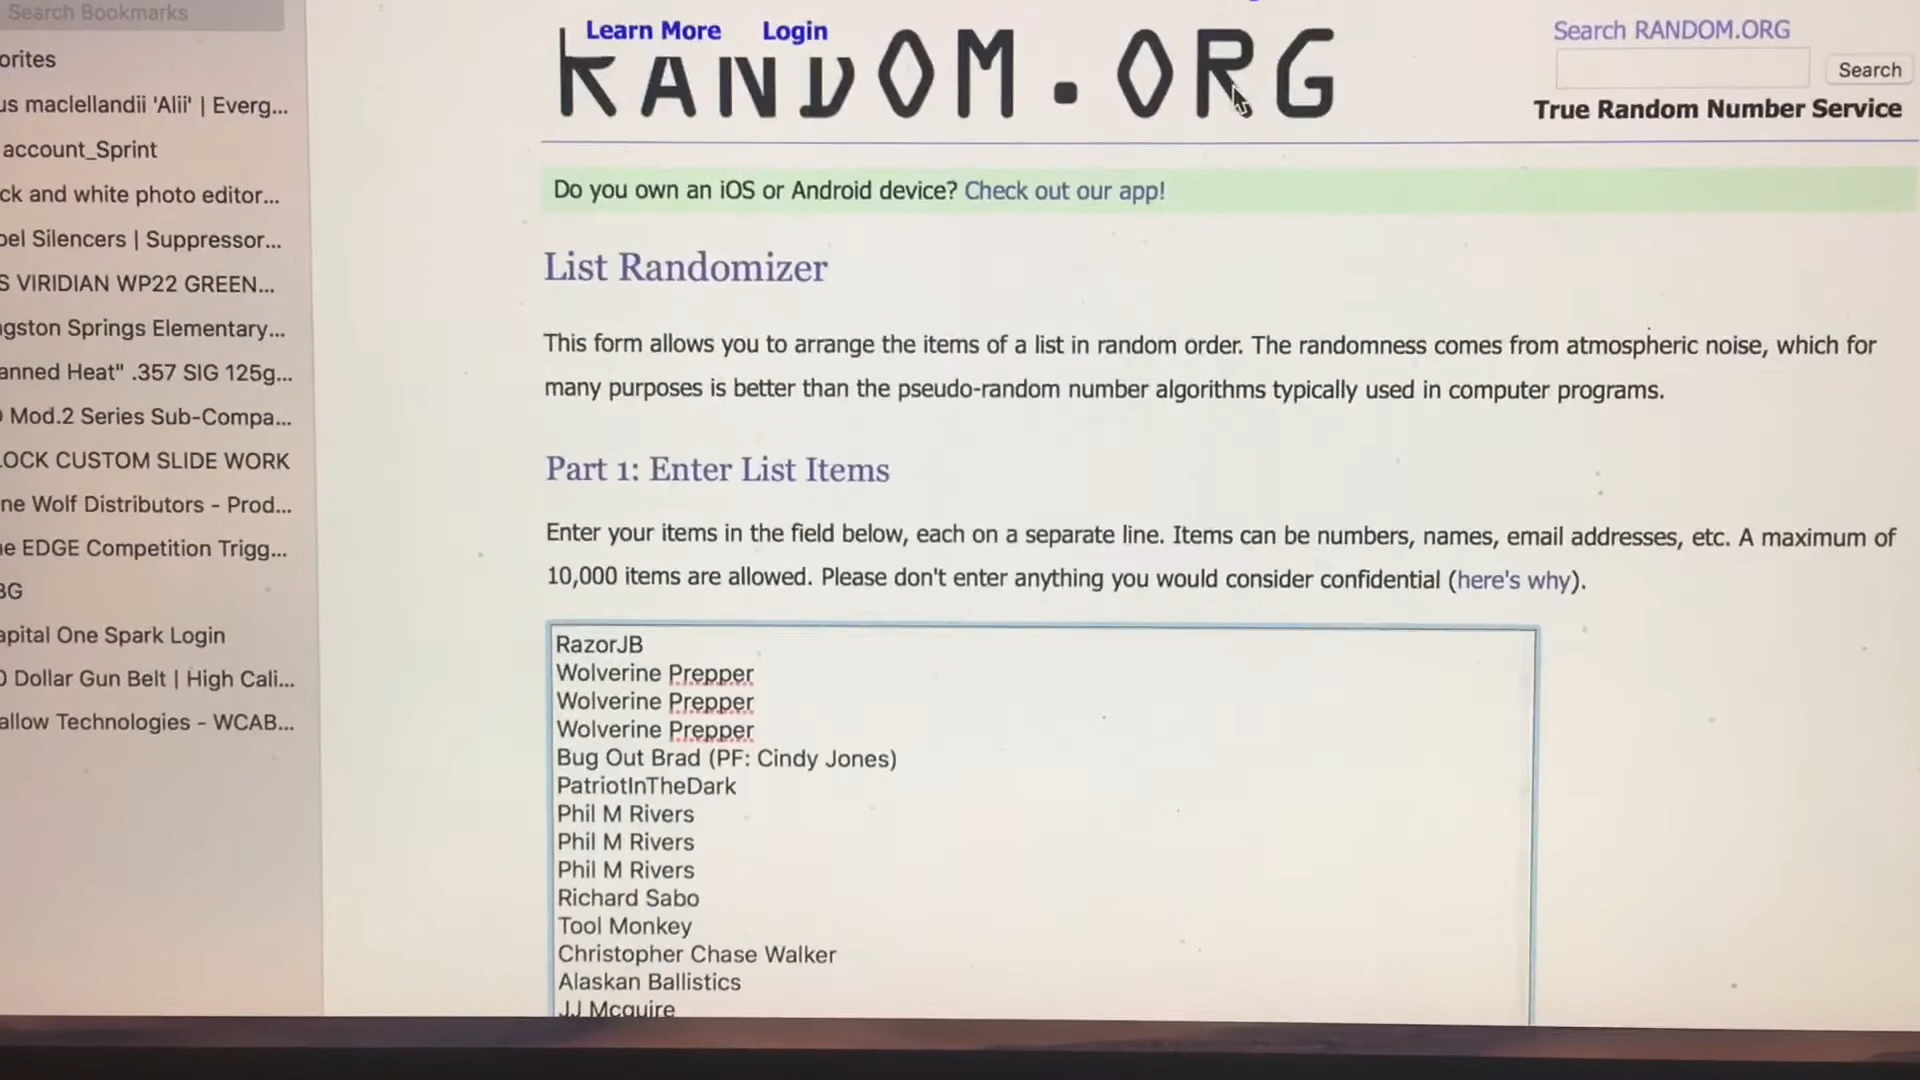 Search Bookmarks
orites
us maclellandii 'Alii' | Everg...
account_Sprint
ck and white photo editor...
pel Silencers | Suppressor...
S VIRIDIAN WP22 GREEN...
ngston Springs Elementary...
anned Heat" .357 SIG 125g...
Mod.2 Series Sub-Compa...
LOCK CUSTOM SLIDE WORK
ne Wolf Distributors - Prod...
e EDGE Competition Trigg...
BG
apital One Spark Login
Dollar Gun Belt | High Cali...
allow Technologies - WCAB...
Learn More Login
RANDOM.ORG
Search RANDOM.ORG
Search
True Random Number Service
Do you own an iOS or Android device? Check out our app!
List Randomizer
This form allows you to arrange the items of a list in random order. The randomness comes from atmospheric noise, which for
many purposes is better than the pseudo-random number algorithms typically used in computer programs.
Part 1: Enter List Items
Enter your items in the field below, each on a separate line. Items can be numbers, names, email addresses, etc. A maximum of
10,000 items are allowed. Please don't enter anything you would consider confidential (here's why).
RazorJB
Wolverine Prepper
Wolverine Prepper
Wolverine Prepper
Bug Out Brad (PF: Cindy Jones)
PatriotInTheDark
Phil M Rivers
Phil M Rivers
Phil M Rivers
Richard Sabo
Tool Monkey
Christopher Chase Walker
Alaskan Ballistics
JJ Mcguire